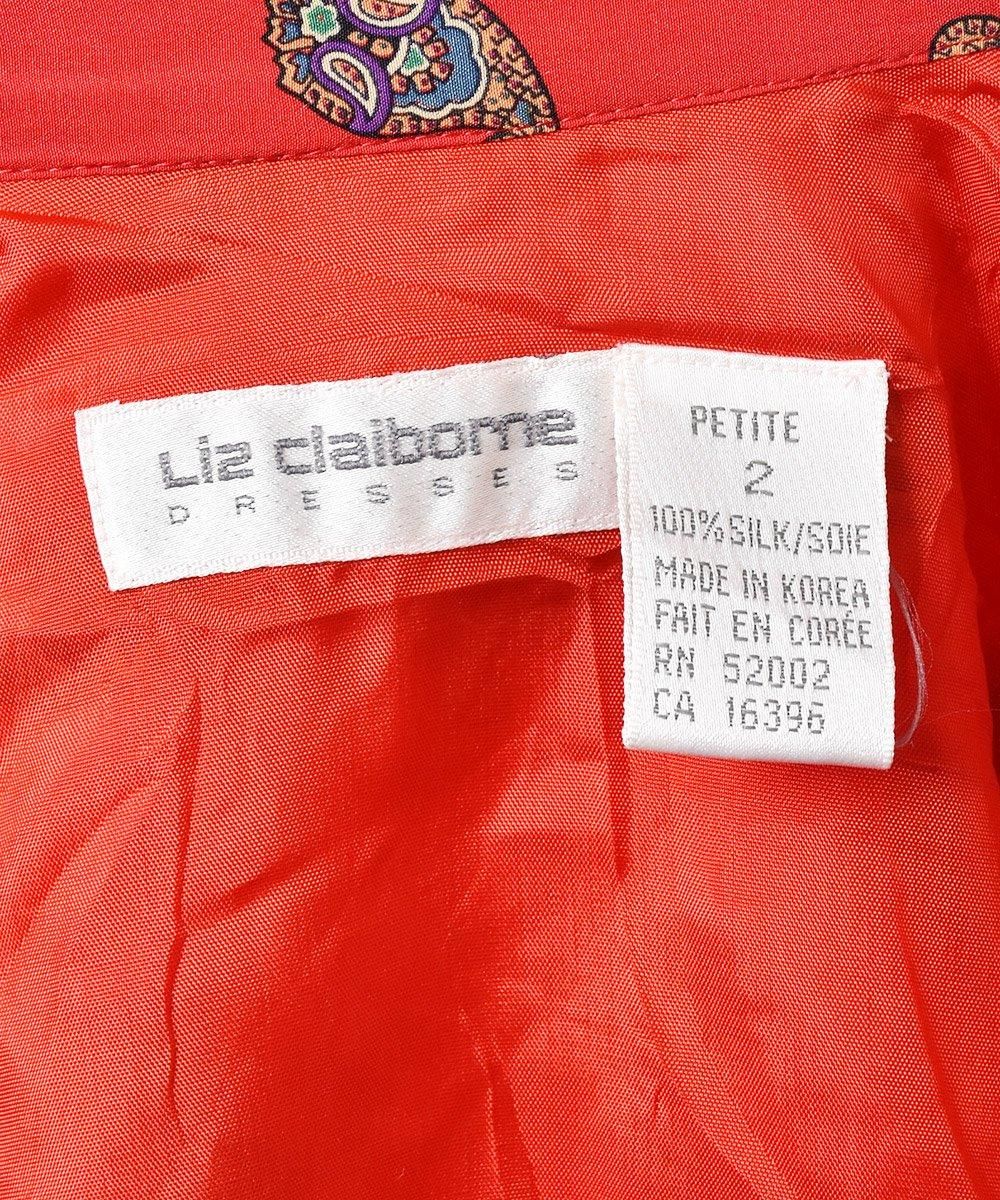 Liz claiborne
DRESSES
PETITE
2
100% SILK/SOIE
MADE IN KOREA
FAIT EN CORÉE
RN 52002
CA 16396